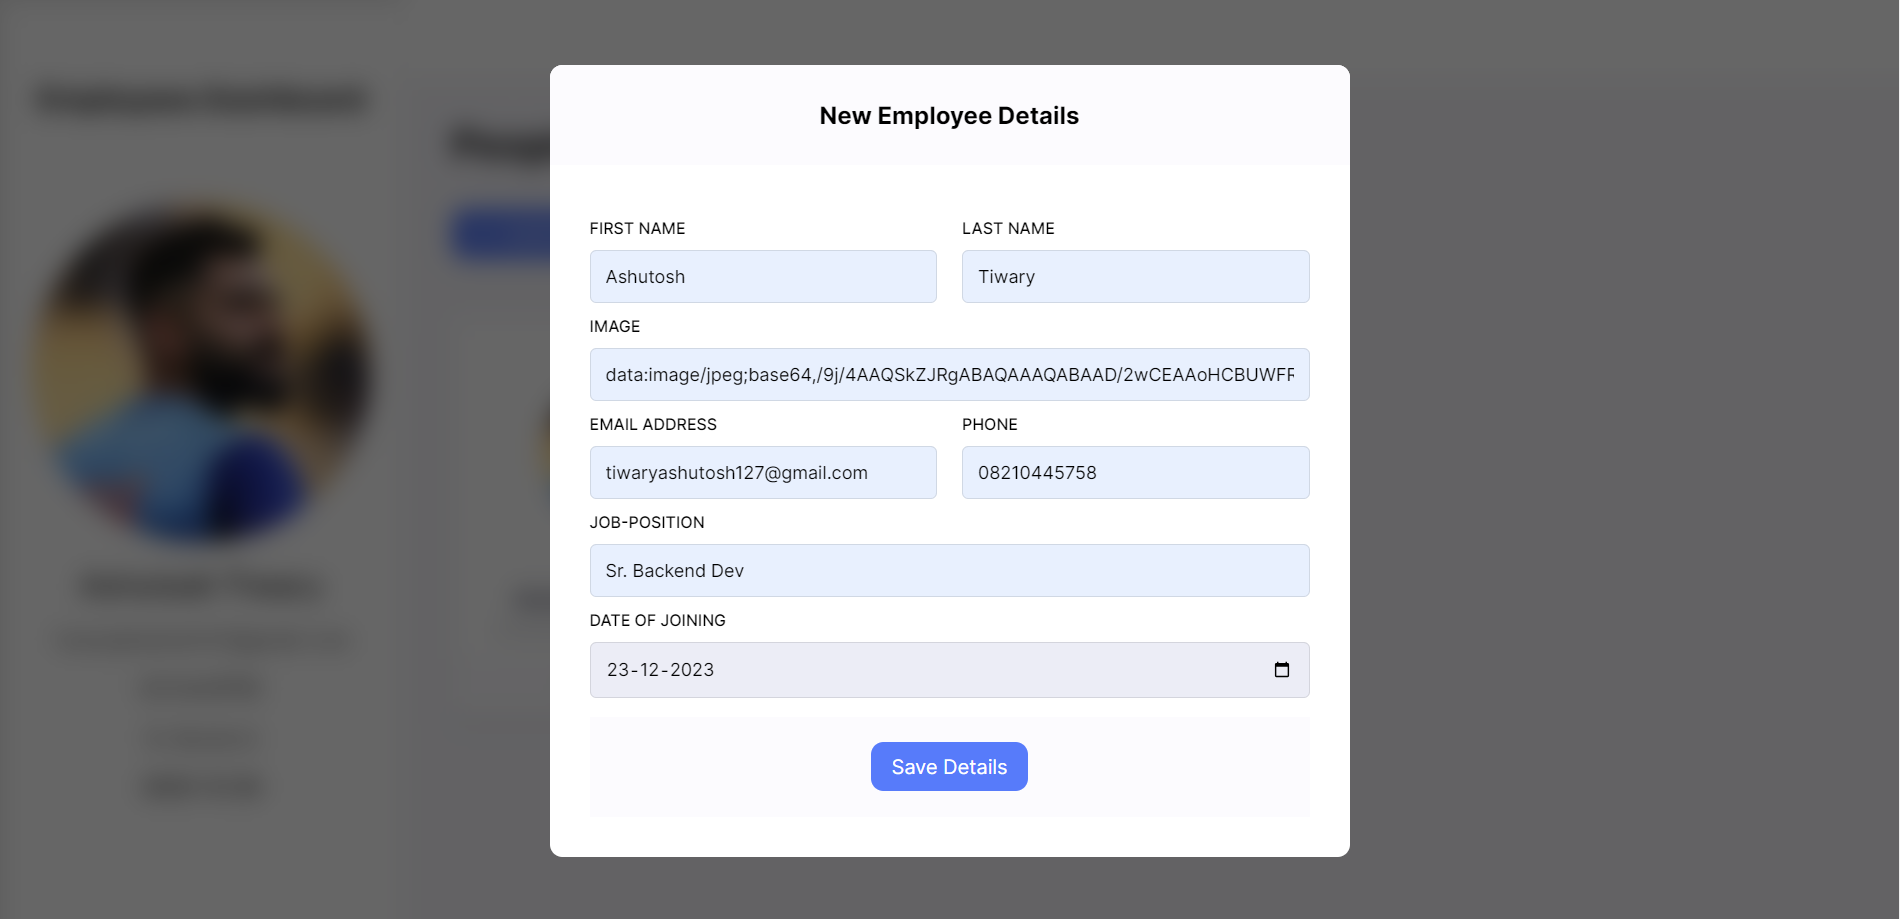 New Employee Details
FIRST NAME
LAST NAME
Ashutosh
Tiwary
IMAGE
data:image/jpeg;base64,/9j/4AAQSkZJRgABAQAAAQABAAD/2wCEAAoHCBUWFF
EMAIL ADDRESS
PHONE
tiwaryashutosh127@gmail.com
08210445758
JOB-POSITION
Sr. Backend Dev
DATE OF JOINING
23-12-2023
Save Details